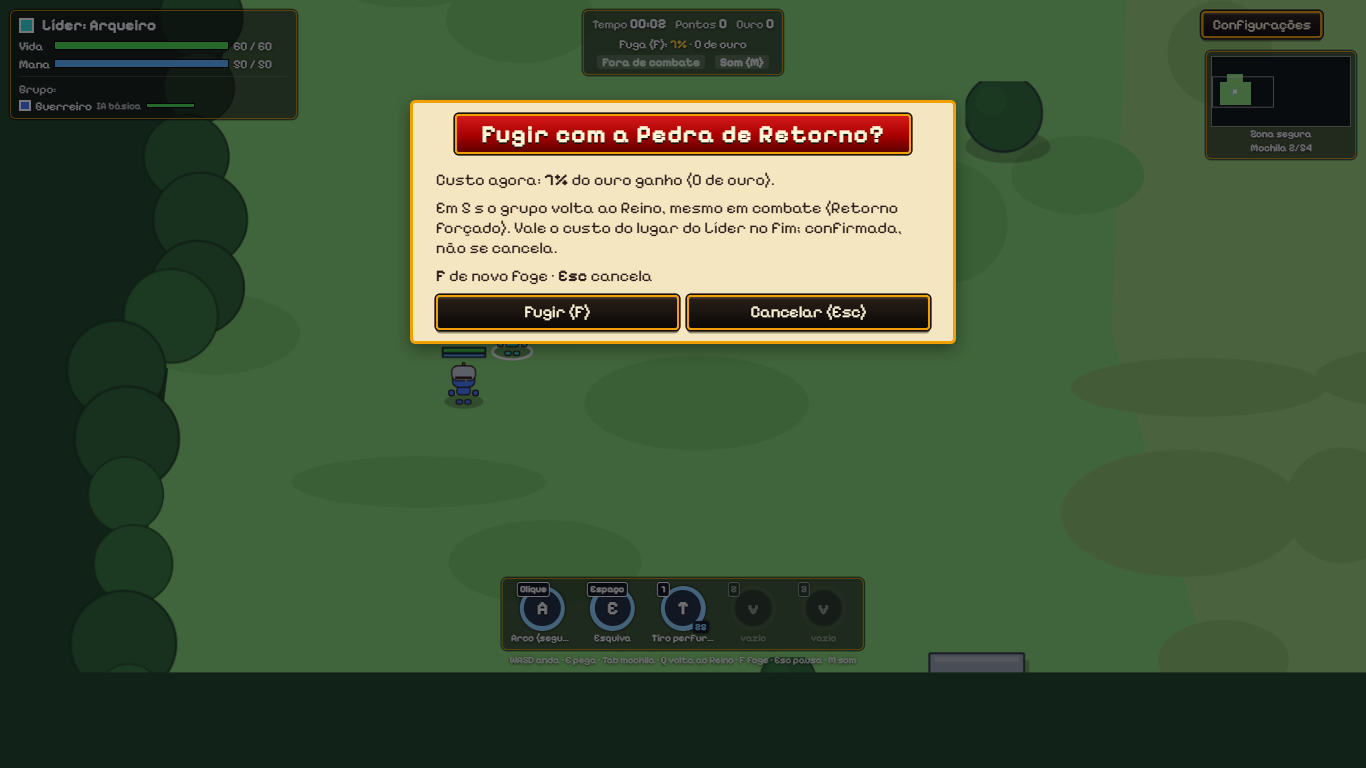 Líder: Arqueiro
Vida 60 / 60
Mana 80 / 80
Grupo:
Guerreiro IA básica
Tempo 00:02 Pontos 0 Ouro 0
Fuga (F): 7% · 0 de ouro
Fora de combate Som (M)
Configurações
Zona segura
Mochila 2/24
Fugir com a Pedra de Retorno?
Custo agora: 7% do ouro ganho (0 de ouro).
Em 8 s o grupo volta ao Reino, mesmo em combate (Retorno
Forçado). Vale o custo do lugar do Líder no fim; confirmada,
não se cancela.
F de novo foge · Esc cancela
Fugir (F) Cancelar (Esc)
Clique Espaço 1 2 3
A E T v v
22
Arco (segu... Esquiva Tiro perfur... vazio vazio
WASD anda · E pega · Tab mochila · Q volta ao Reino · F foge · Esc pausa · M som